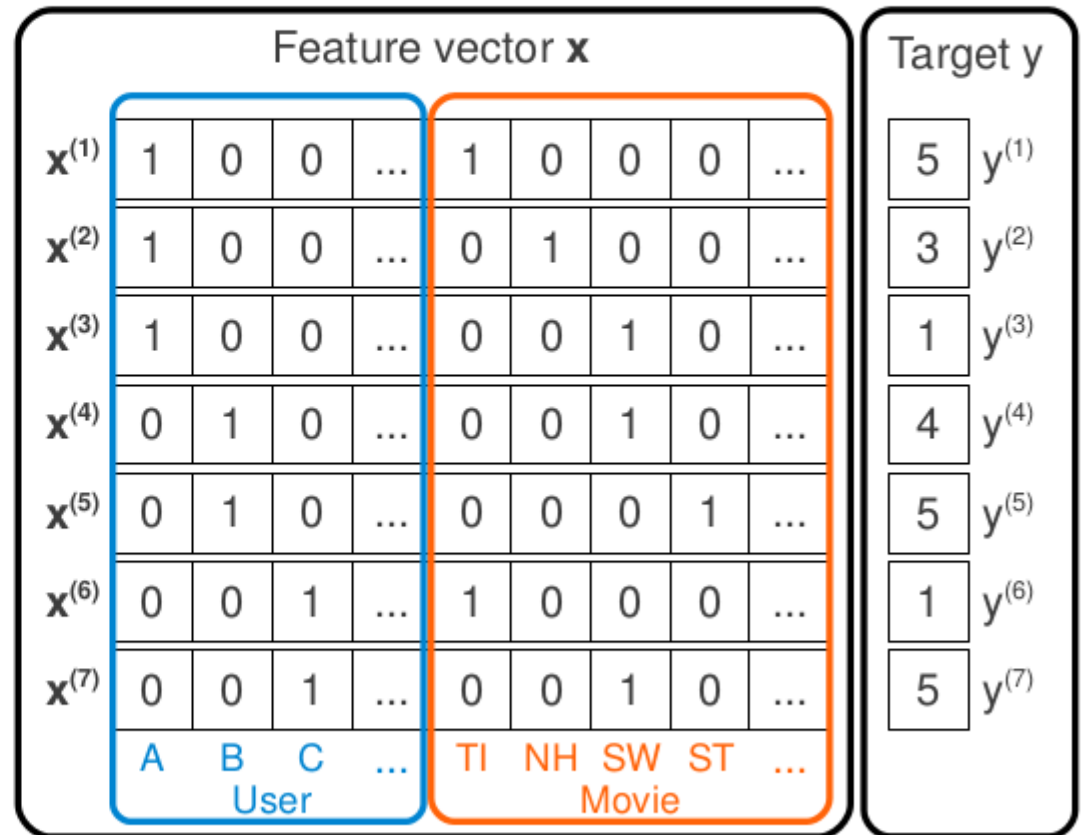 Feature vector x Target y
x(1) 1 0 0 ... 1 0 0 0 ... 5 y(1)
x(2) 1 0 0 ... 0 1 0 0 ... 3 y(2)
x(3) 1 0 0 ... 0 0 1 0 ... 1 y(3)
x(4) 0 1 0 ... 0 0 1 0 ... 4 y(4)
x(5) 0 1 0 ... 0 0 0 1 ... 5 y(5)
x(6) 0 0 1 ... 1 0 0 0 ... 1 y(6)
x(7) 0 0 1 ... 0 0 1 0 ... 5 y(7)
A B C ... TI NH SW ST ...
User Movie